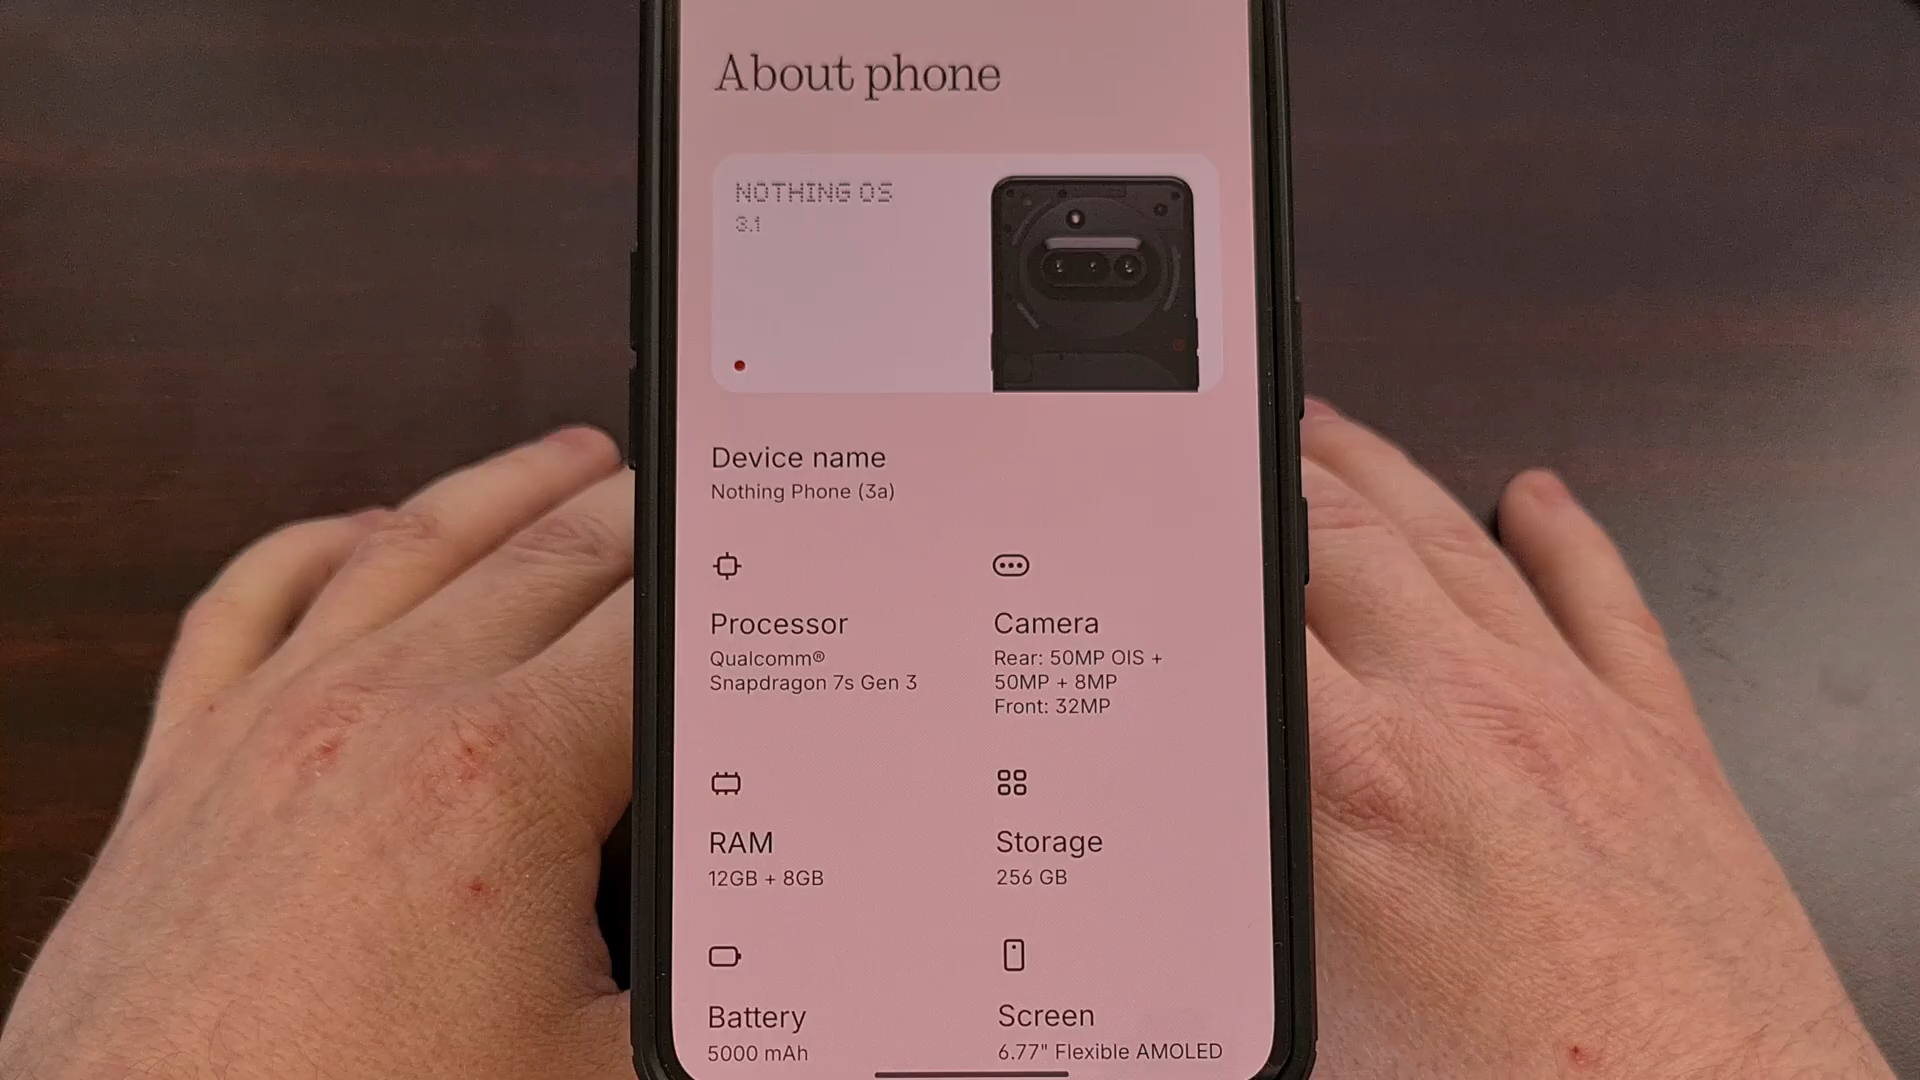 About phone
NOTHING OS
3.1
Device name
Nothing Phone (3a)
Processor
Qualcomm®
Snapdragon 7s Gen 3
Camera
Rear: 50MP OIS +
50MP + 8MP
Front: 32MP
RAM
12GB + 8GB
Storage
256 GB
Battery
5000 mAh
Screen
6.77" Flexible AMOLED